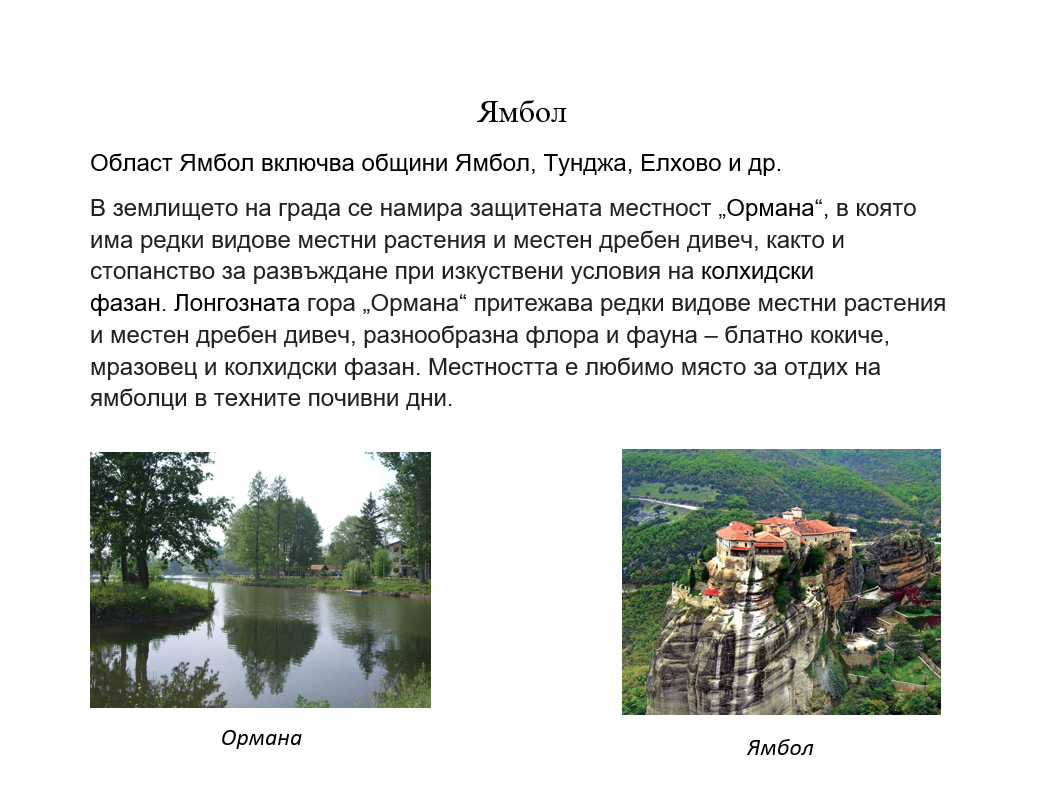 Ямбол
Област Ямбол включва общини Ямбол, Тунджа, Елхово и др.
В землището на града се намира защитената местност „Ормана“, в която
има редки видове местни растения и местен дребен дивеч, както и
стопанство за развъждане при изкуствени условия на колхидски
фазан. Лонгозната гора „Ормана“ притежава редки видове местни растения
и местен дребен дивеч, разнообразна флора и фауна – блатно кокиче,
мразовец и колхидски фазан. Местността е любимо място за отдих на
ямболци в техните почивни дни.
Ормана
Ямбол